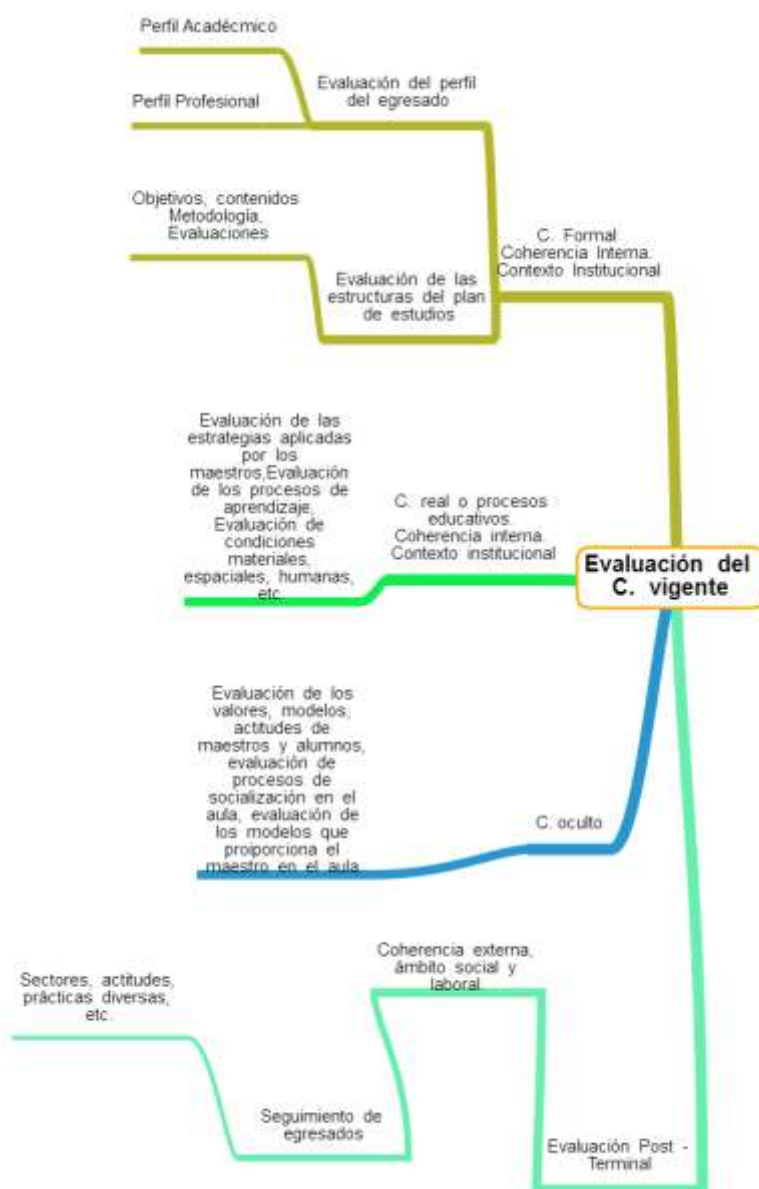 Perfil Acadécmico
Evaluación del perfil
del egresado
Perfil Profesional
Objetivos, contenidos
Metodología,
Evaluaciones
C. Formal
Coherencia Interna.
Contexto Institucional
Evaluación de las
estructuras del plan
de estudios
Evaluación de las
estrategias aplicadas
por los
maestros,Evaluación
de los procesos de
aprendizaje,
Evaluación de
condiciones
materiales,
espaciales, humanas,
etc.
C. real o procesos
educativos.
Coherencia interna.
Contexto institucional
Evaluación del
C. vigente
Evaluación de los
valores, modelos,
actitudes de
maestros y alumnos,
evaluación de
procesos de
socialización en el
aula, evaluación de
los modelos que
proiporciona el
maestro en el aula
C. oculto
Coherencia externa,
ámbito social y
laboral
Sectores, actitudes,
prácticas diversas,
etc.
Seguimiento de
egresados
Evaluación Post -
Terminal